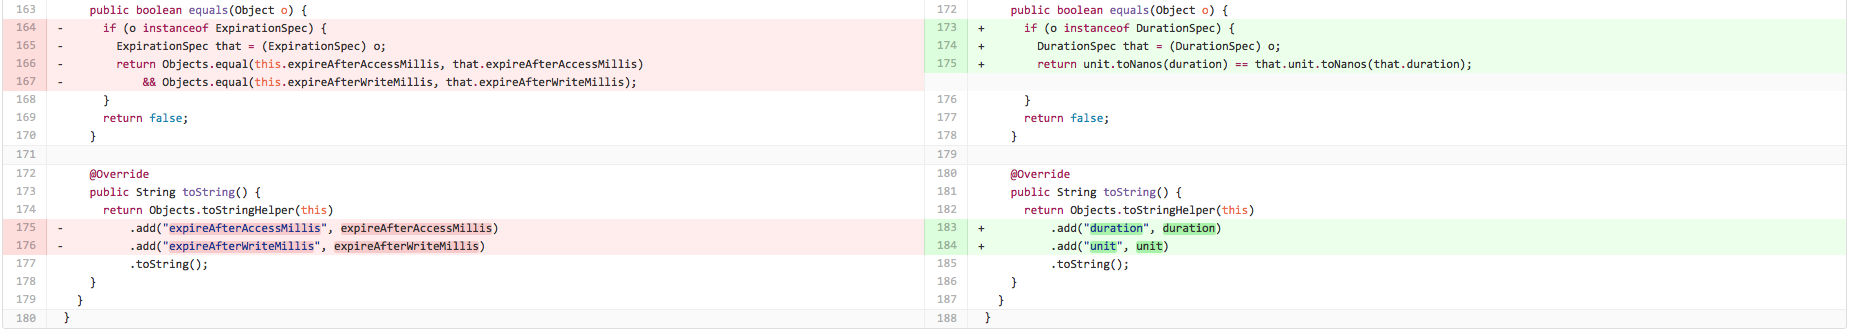 163 public boolean equals(Object o) {
164 - if (o instanceof ExpirationSpec) {
165 - ExpirationSpec that = (ExpirationSpec) o;
166 - return Objects.equal(this.expireAfterAccessMillis, that.expireAfterAccessMillis)
167 - && Objects.equal(this.expireAfterWriteMillis, that.expireAfterWriteMillis);
168 }
169 return false;
170 }
171
172 @Override
173 public String toString() {
174 return Objects.toStringHelper(this)
175 - .add("expireAfterAccessMillis", expireAfterAccessMillis)
176 - .add("expireAfterWriteMillis", expireAfterWriteMillis)
177 .toString();
178 }
179 }
180 }
172 public boolean equals(Object o) {
173 + if (o instanceof DurationSpec) {
174 + DurationSpec that = (DurationSpec) o;
175 + return unit.toNanos(duration) == that.unit.toNanos(that.duration);
176 }
177 return false;
178 }
179
180 @Override
181 public String toString() {
182 return Objects.toStringHelper(this)
183 + .add("duration", duration)
184 + .add("unit", unit)
185 .toString();
186 }
187 }
188 }